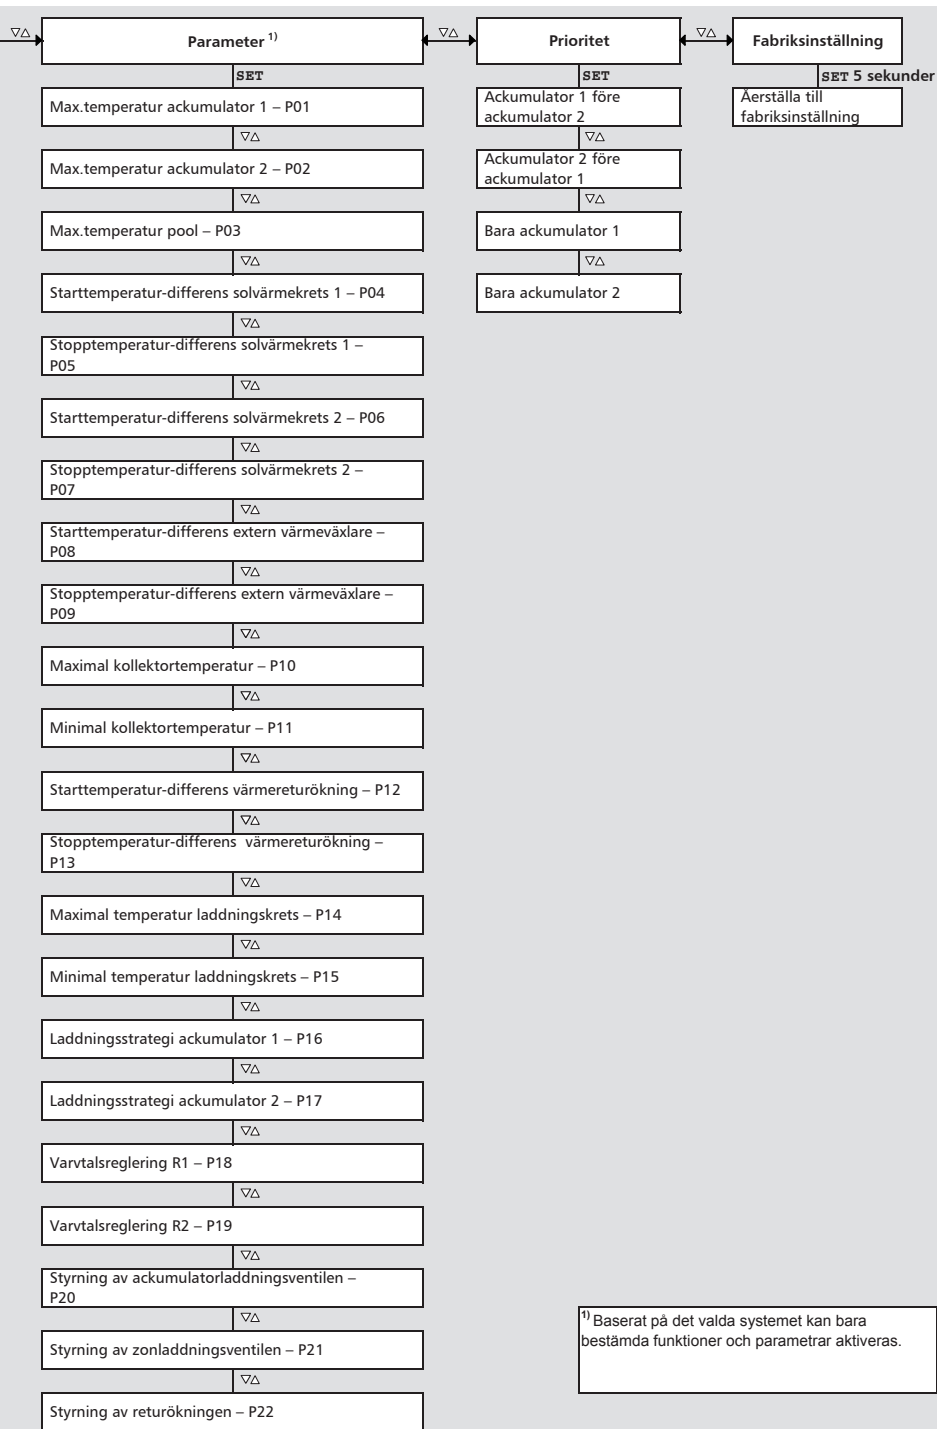 ▽△ Parameter 1) ▽△ Prioritet ▽△ Fabriksinställning
SET
Max.temperatur ackumulator 1 – P01
▽△
Max.temperatur ackumulator 2 – P02
▽△
Max.temperatur pool – P03
▽△
Starttemperatur-differens solvärmekrets 1 – P04
▽△
Stopptemperatur-differens solvärmekrets 1 –
P05
▽△
Starttemperatur-differens solvärmekrets 2 – P06
▽△
Stopptemperatur-differens solvärmekrets 2 –
P07
▽△
Starttemperatur-differens extern värmeväxlare –
P08
▽△
Stopptemperatur-differens extern värmeväxlare –
P09
▽△
Maximal kollektortemperatur – P10
▽△
Minimal kollektortemperatur – P11
▽△
Starttemperatur-differens värmereturökning – P12
▽△
Stopptemperatur-differens  värmereturökning –
P13
▽△
Maximal temperatur laddningskrets – P14
▽△
Minimal temperatur laddningskrets – P15
▽△
Laddningsstrategi ackumulator 1 – P16
▽△
Laddningsstrategi ackumulator 2 – P17
▽△
Varvtalsreglering R1 – P18
▽△
Varvtalsreglering R2 – P19
▽△
Styrning av ackumulatorladdningsventilen –
P20
▽△
Styrning av zonladdningsventilen – P21
▽△
Styrning av returökningen – P22
SET
Ackumulator 1 före
ackumulator 2
▽△
Ackumulator 2 före
ackumulator 1
▽△
Bara ackumulator 1
▽△
Bara ackumulator 2
SET 5 sekunder
Åerställa till
fabriksinställning
1) Baserat på det valda systemet kan bara
bestämda funktioner och parametrar aktiveras.